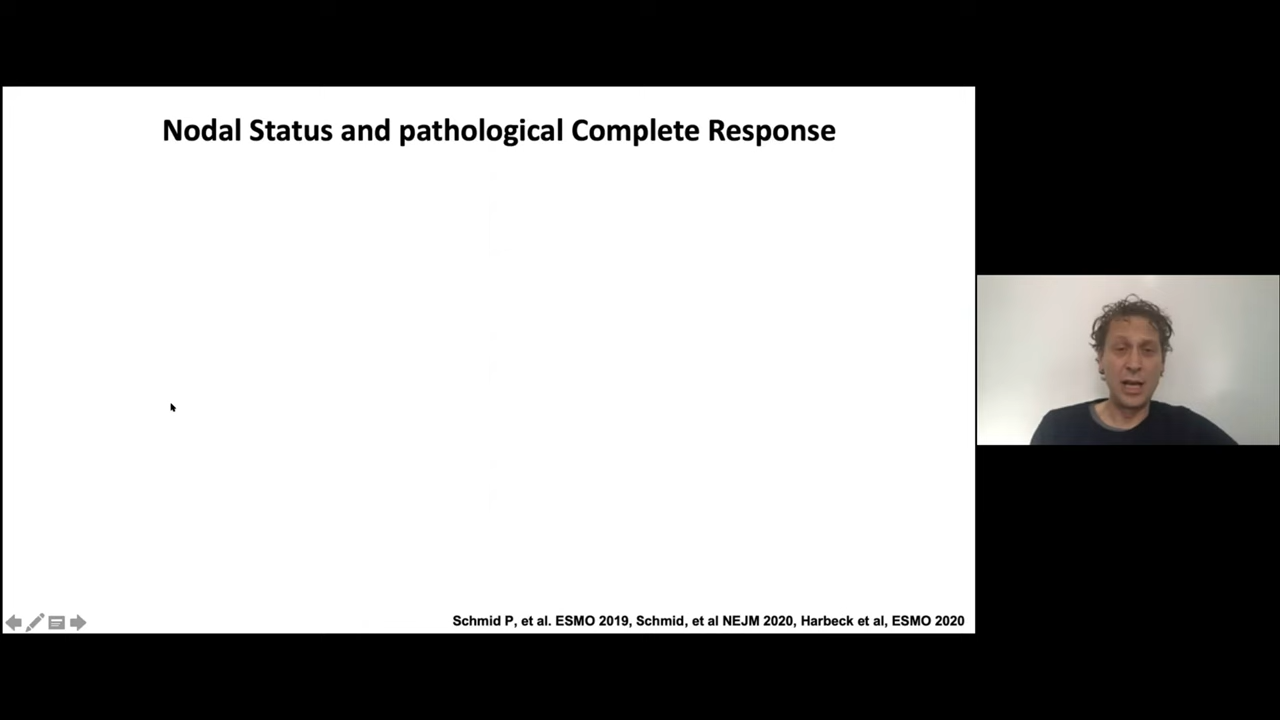 Nodal Status and pathological Complete Response
Schmid P, et al. ESMO 2019, Schmid, et al NEJM 2020, Harbeck et al, ESMO 2020